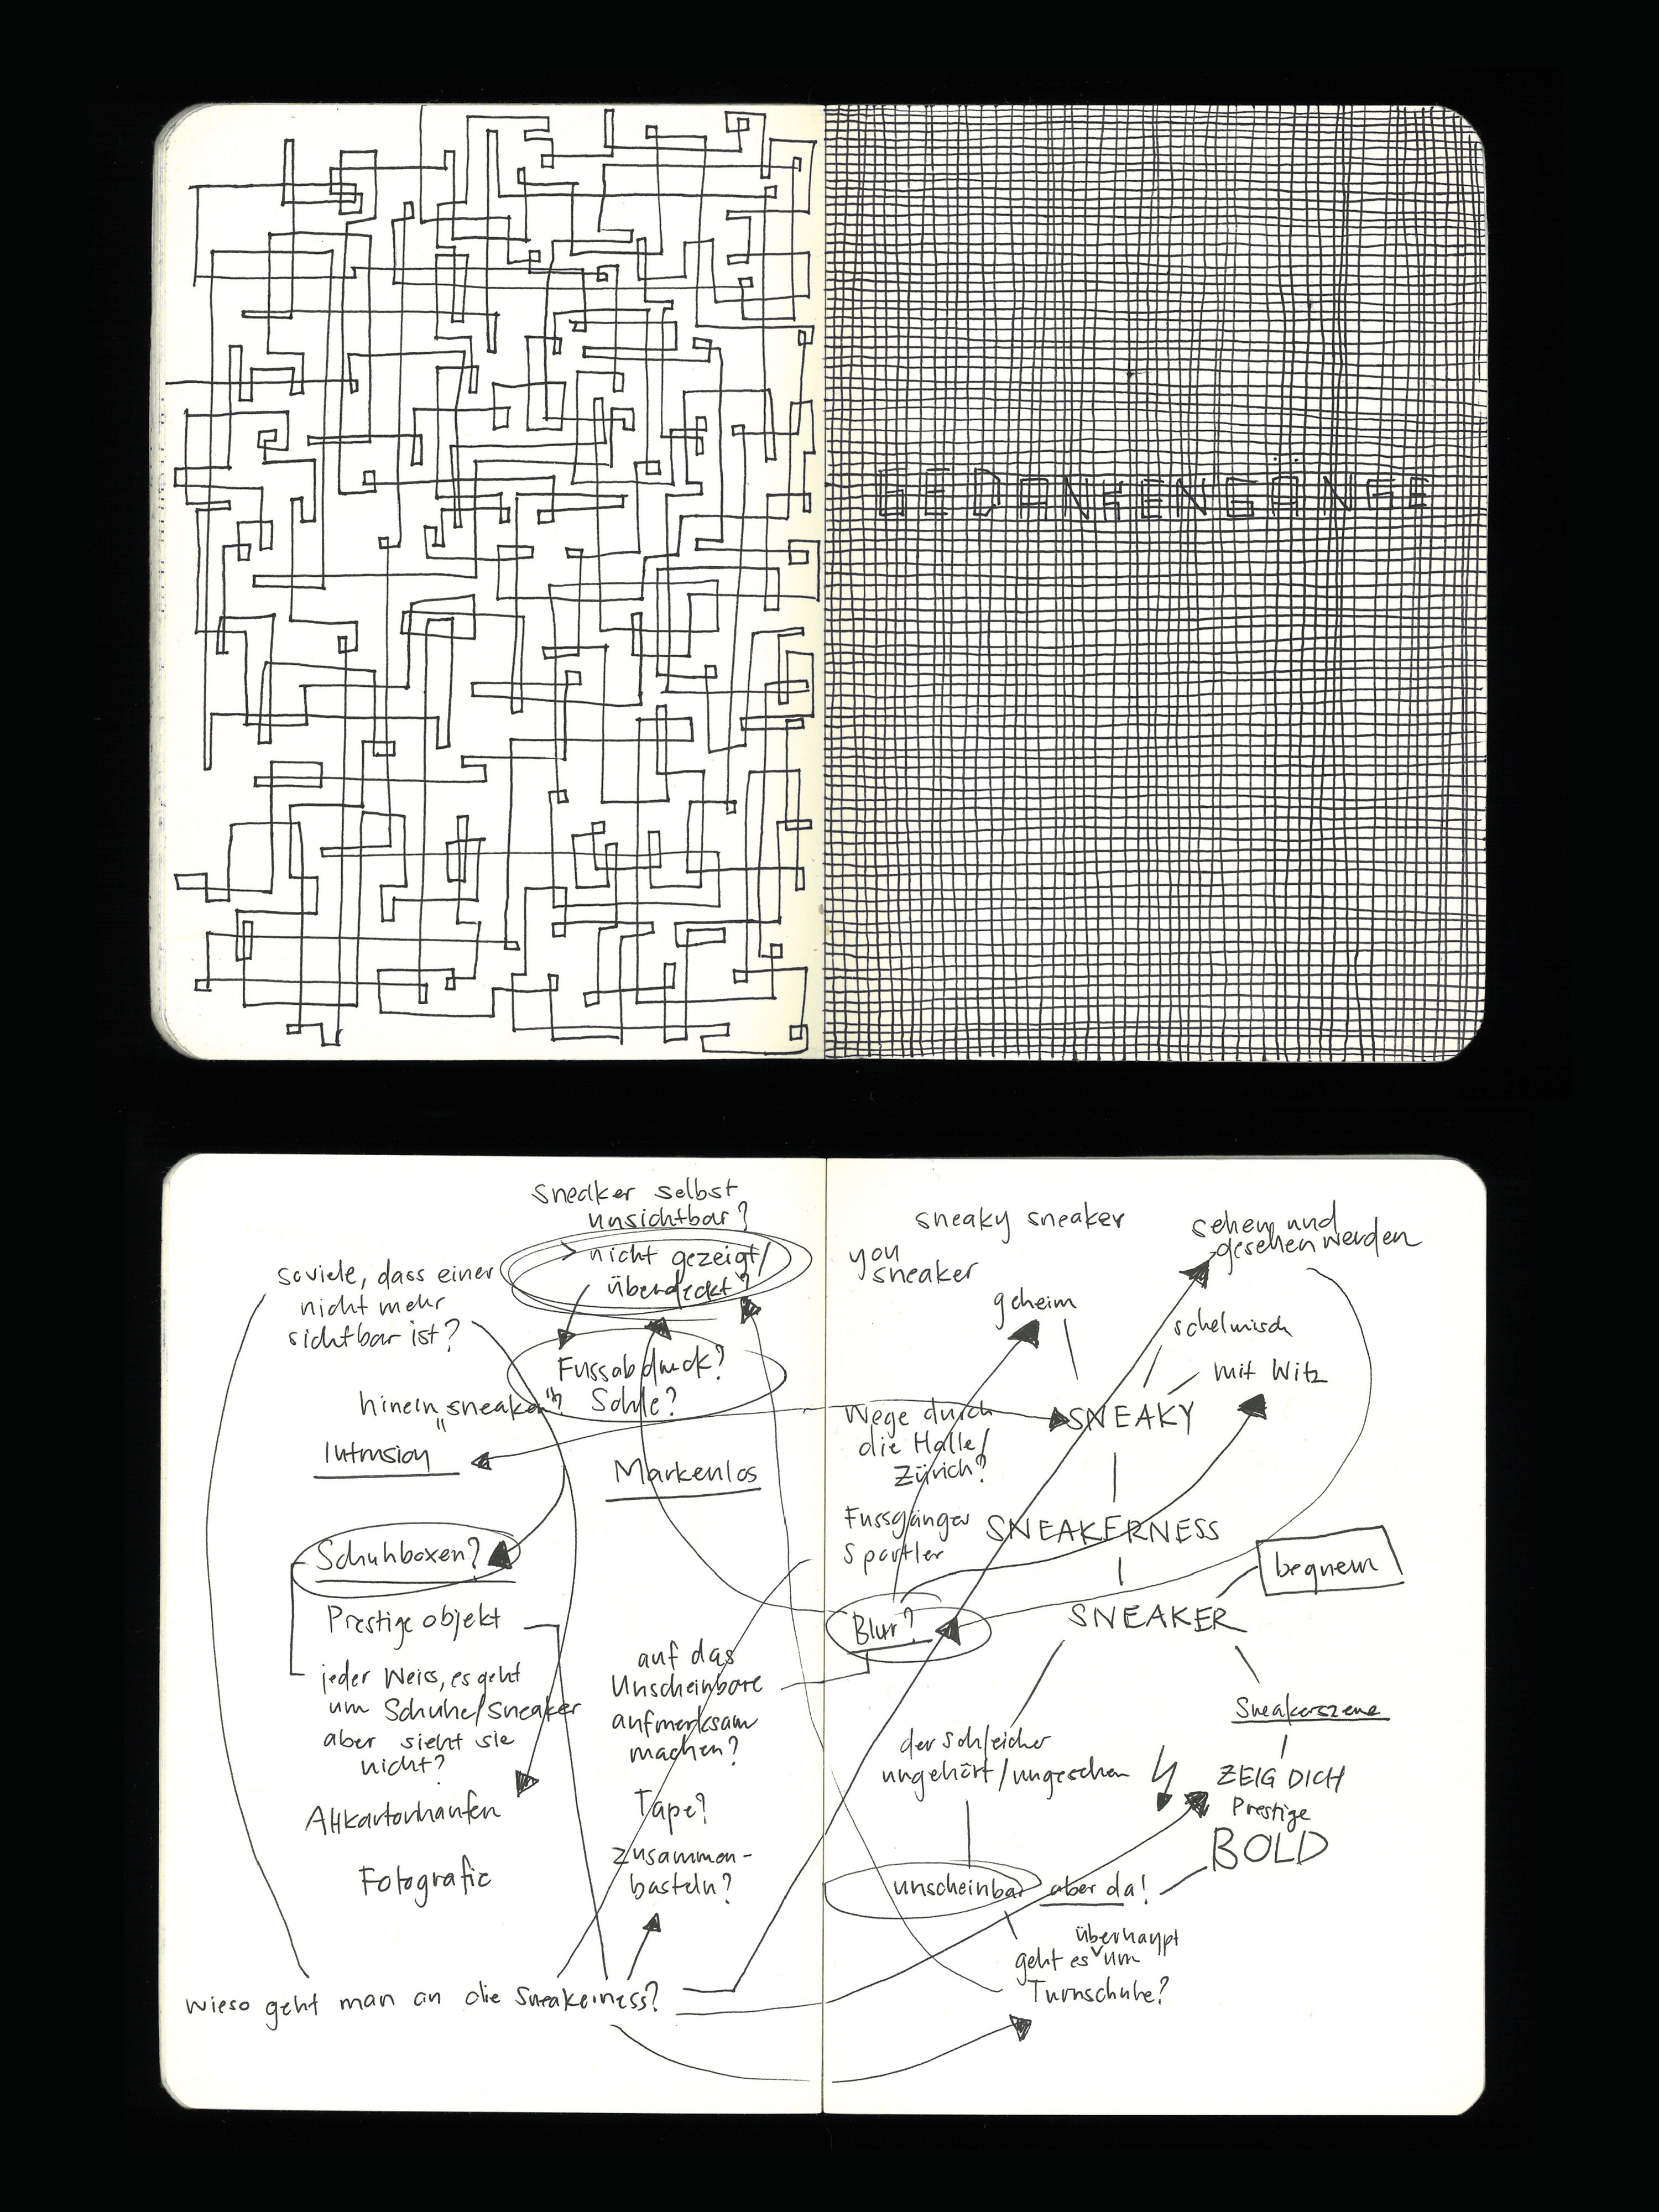 GEDANKENGÄNGE
sneaker selbst
unsichtbar?
> nicht gezeigt/
überdeckt?
soviele, dass einer
nicht mehr
sichtbar ist?
Fussabdruck?
Sohle?
hinein "sneaken"?
Intrusion
Markenlos
Schuhboxen?
Prestige objekt
jeder Weiss, es geht
um Schuhe/Sneaker
aber sieht sie
nicht?
Altkartonhaufen
Fotografie
auf das
Unscheinbare
aufmerksam
machen?
Tape?
Zusammen-
basteln?
wieso geht man an die Sneakerness?
sneaky sneaker
you
sneaker
sehen und
gesehen werden
geheim
schelmisch
mit Witz
SNEAKY
Wege durch
die Halle/
Zürich?
Fussgänger
Sportler
SNEAKERNESS
bequem
Blur?
SNEAKER
Sneakerszene
der schleicher
ungehört/ungesehen
ZEIG DICH
Prestige
BOLD
unscheinbar aber da!
überhaupt
geht es um
Turnschuhe?